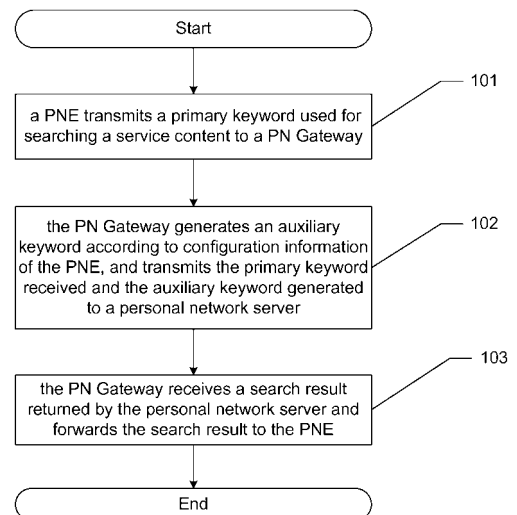 Start
101
a PNE transmits a primary keyword used for
searching a service content to a PN Gateway
102
the PN Gateway generates an auxiliary
keyword according to configuration information
of the PNE, and transmits the primary keyword
received and the auxiliary keyword generated
to a personal network server
103
the PN Gateway receives a search result
returned by the personal network server and
forwards the search result to the PNE
End